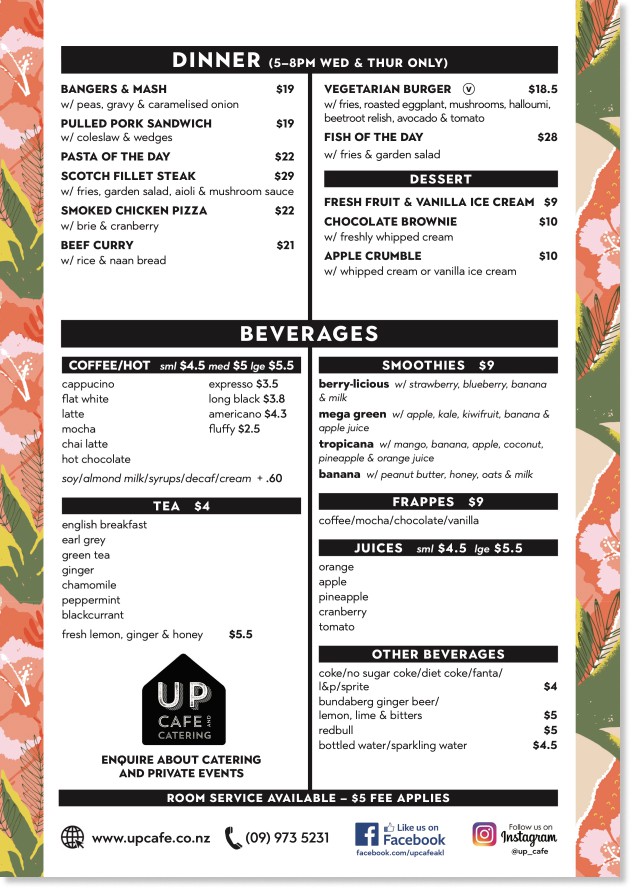 DINNER (5–8PM WED & THUR ONLY)
BANGERS & MASH $19
w/ peas, gravy & caramelised onion
PULLED PORK SANDWICH $19
w/ coleslaw & wedges
PASTA OF THE DAY $22
SCOTCH FILLET STEAK $29
w/ fries, garden salad, aioli & mushroom sauce
SMOKED CHICKEN PIZZA $22
w/ brie & cranberry
BEEF CURRY $21
w/ rice & naan bread
VEGETARIAN BURGER V $18.5
w/ fries, roasted eggplant, mushrooms, halloumi,
beetroot relish, avocado & tomato
FISH OF THE DAY $28
w/ fries & garden salad
DESSERT
FRESH FRUIT & VANILLA ICE CREAM $9
CHOCOLATE BROWNIE $10
w/ freshly whipped cream
APPLE CRUMBLE $10
w/ whipped cream or vanilla ice cream
BEVERAGES
COFFEE/HOT sml $4.5 med $5 lge $5.5
cappucino expresso $3.5
flat white long black $3.8
latte americano $4.3
mocha fluffy $2.5
chai latte
hot chocolate
soy/almond milk/syrups/decaf/cream + .60
TEA $4
english breakfast
earl grey
green tea
ginger
chamomile
peppermint
blackcurrant
fresh lemon, ginger & honey $5.5
UP
CAFE AND
CATERING
ENQUIRE ABOUT CATERING
AND PRIVATE EVENTS
SMOOTHIES $9
berry-licious w/ strawberry, blueberry, banana
& milk
mega green w/ apple, kale, kiwifruit, banana &
apple juice
tropicana w/ mango, banana, apple, coconut,
pineapple & orange juice
banana w/ peanut butter, honey, oats & milk
FRAPPES $9
coffee/mocha/chocolate/vanilla
JUICES sml $4.5 lge $5.5
orange
apple
pineapple
cranberry
tomato
OTHER BEVERAGES
coke/no sugar coke/diet coke/fanta/
l&p/sprite $4
bundaberg ginger beer/
lemon, lime & bitters $5
redbull $5
bottled water/sparkling water $4.5
ROOM SERVICE AVAILABLE – $5 FEE APPLIES
www.upcafe.co.nz
(09) 973 5231
Like us on
Facebook
facebook.com/upcafeakl
Follow us on
Instagram
@up_cafe